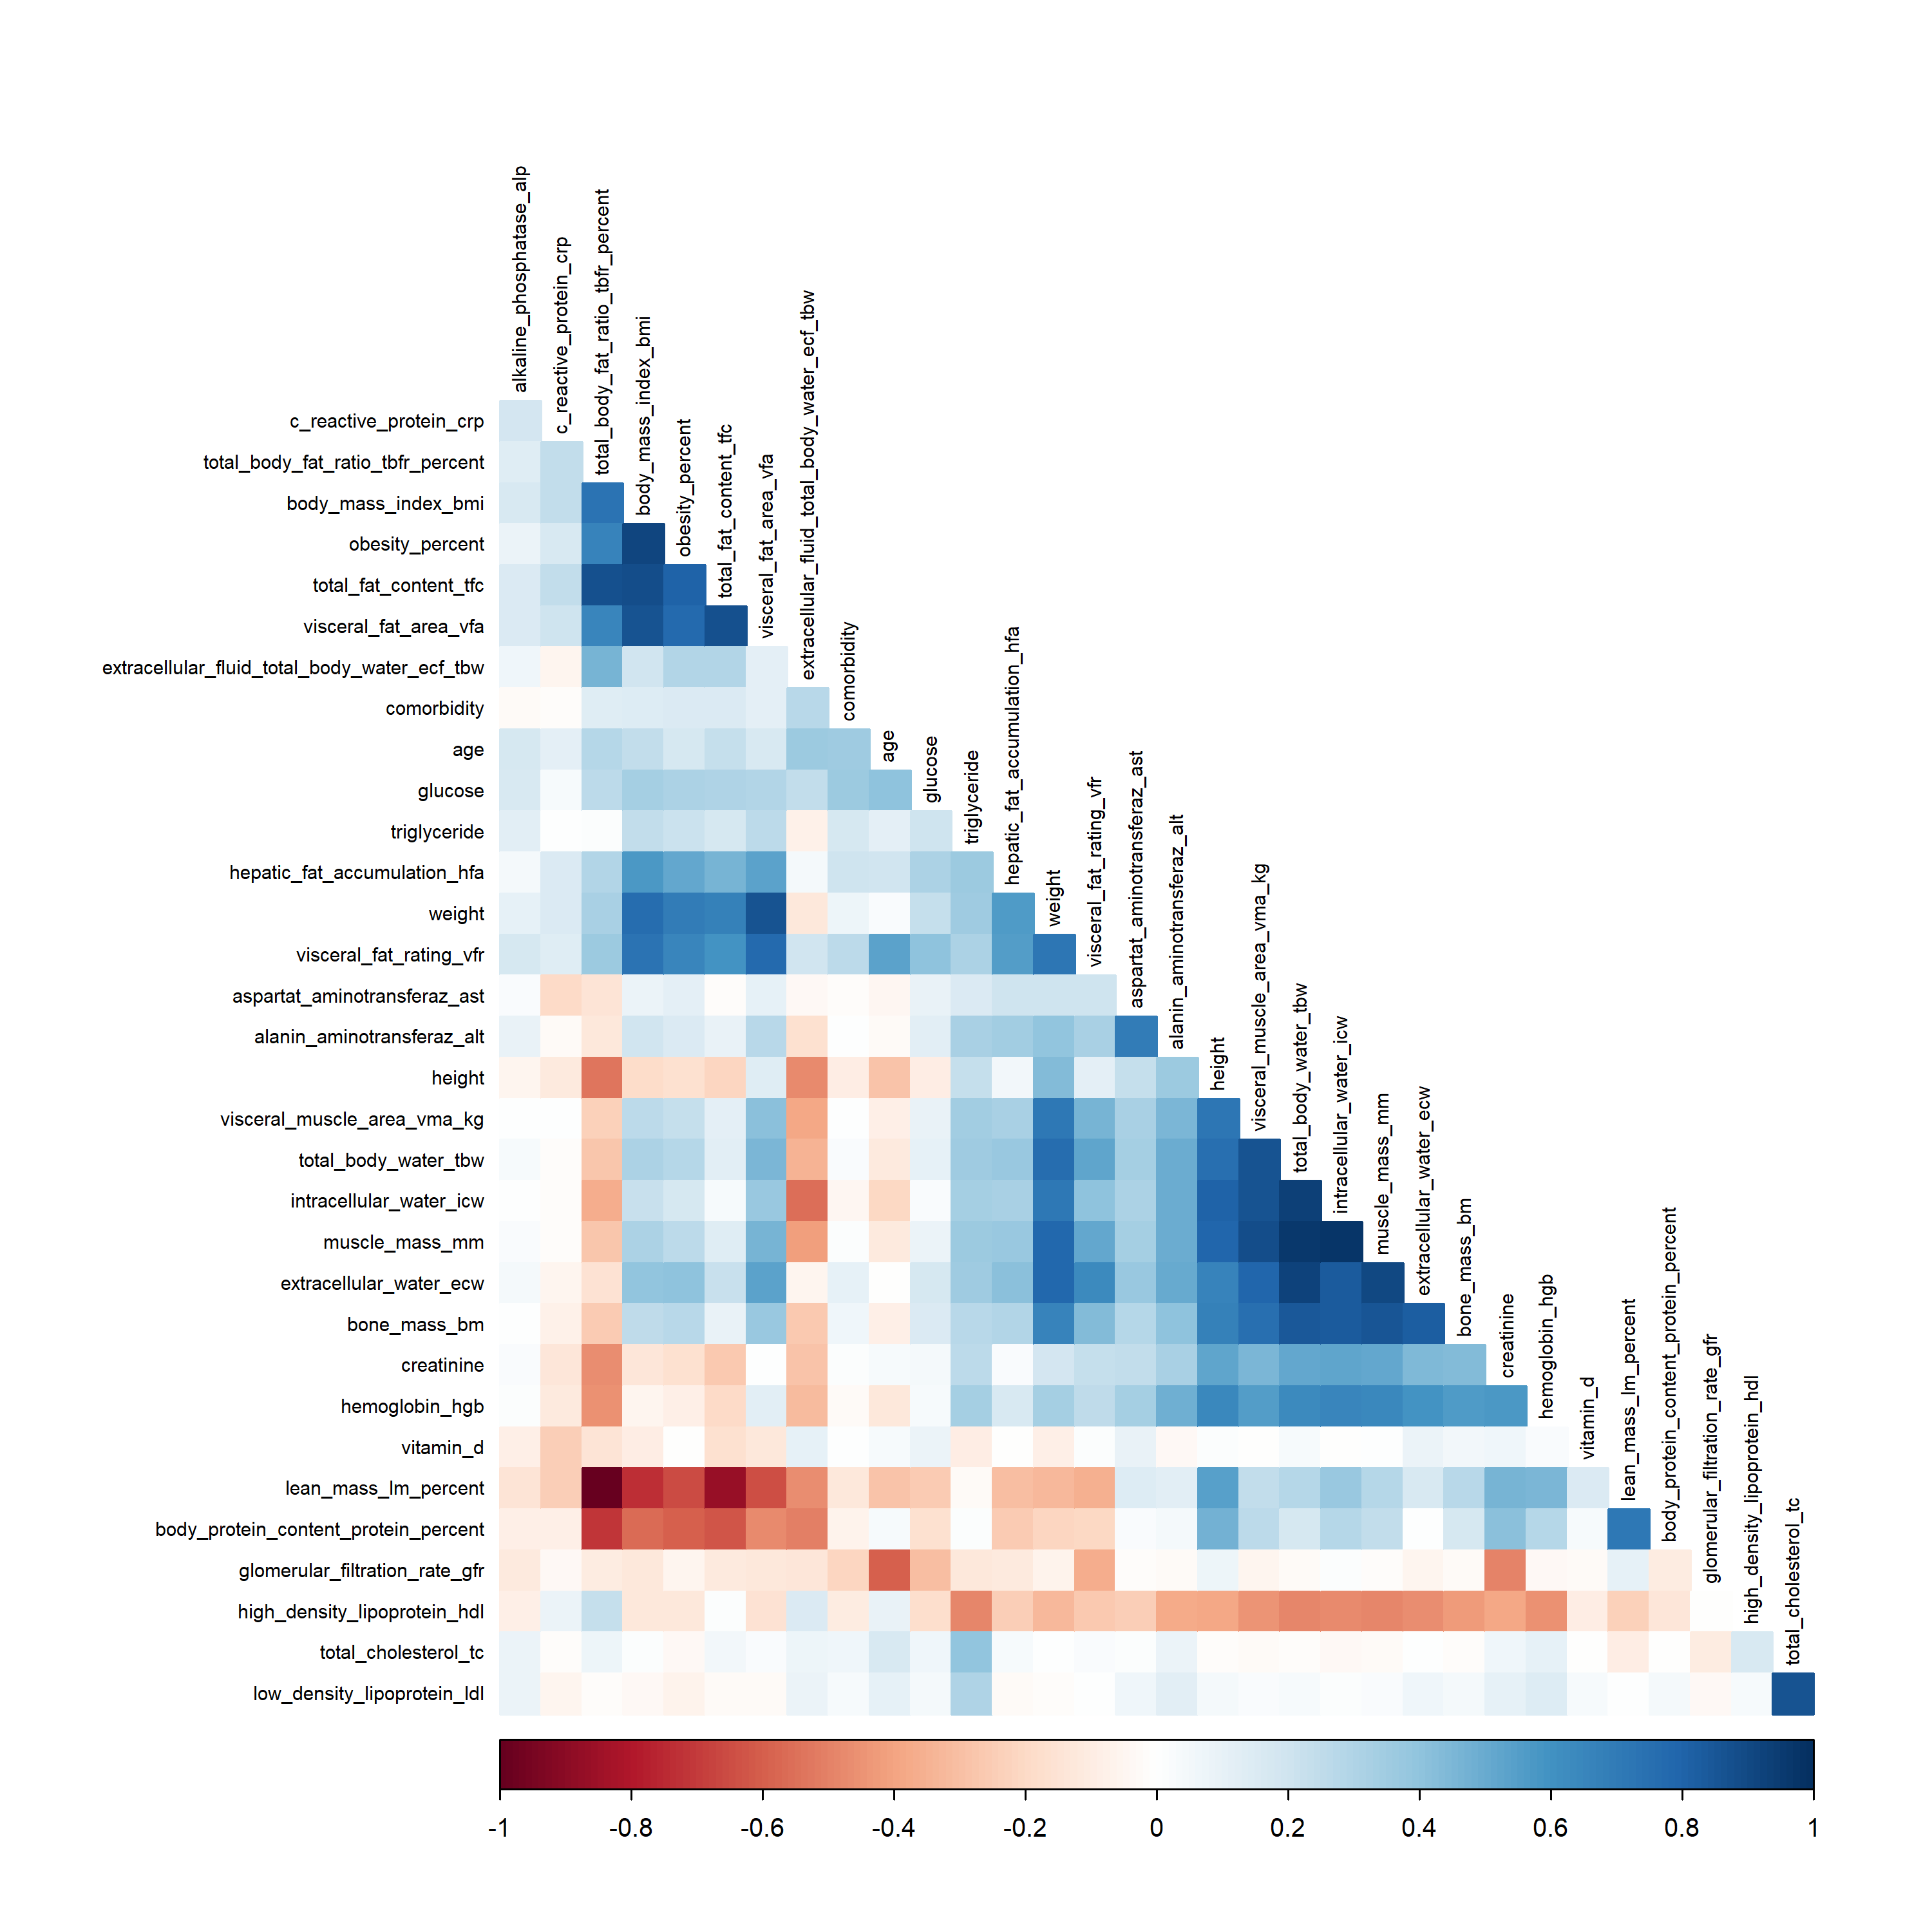 alkaline_phosphatase_alp
c_reactive_protein_crp
total_body_fat_ratio_tbfr_percent
body_mass_index_bmi
obesity_percent
total_fat_content_tfc
visceral_fat_area_vfa
extracellular_fluid_total_body_water_ecf_tbw
comorbidity
age
glucose
triglyceride
hepatic_fat_accumulation_hfa
weight
visceral_fat_rating_vfr
aspartat_aminotransferaz_ast
alanin_aminotransferaz_alt
height
visceral_muscle_area_vma_kg
total_body_water_tbw
intracellular_water_icw
muscle_mass_mm
extracellular_water_ecw
bone_mass_bm
creatinine
hemoglobin_hgb
vitamin_d
lean_mass_lm_percent
body_protein_content_protein_percent
glomerular_filtration_rate_gfr
high_density_lipoprotein_hdl
total_cholesterol_tc
c_reactive_protein_crp
total_body_fat_ratio_tbfr_percent
body_mass_index_bmi
obesity_percent
total_fat_content_tfc
visceral_fat_area_vfa
extracellular_fluid_total_body_water_ecf_tbw
comorbidity
age
glucose
triglyceride
hepatic_fat_accumulation_hfa
weight
visceral_fat_rating_vfr
aspartat_aminotransferaz_ast
alanin_aminotransferaz_alt
height
visceral_muscle_area_vma_kg
total_body_water_tbw
intracellular_water_icw
muscle_mass_mm
extracellular_water_ecw
bone_mass_bm
creatinine
hemoglobin_hgb
vitamin_d
lean_mass_lm_percent
body_protein_content_protein_percent
glomerular_filtration_rate_gfr
high_density_lipoprotein_hdl
total_cholesterol_tc
low_density_lipoprotein_ldl
-1 -0.8 -0.6 -0.4 -0.2 0 0.2 0.4 0.6 0.8 1